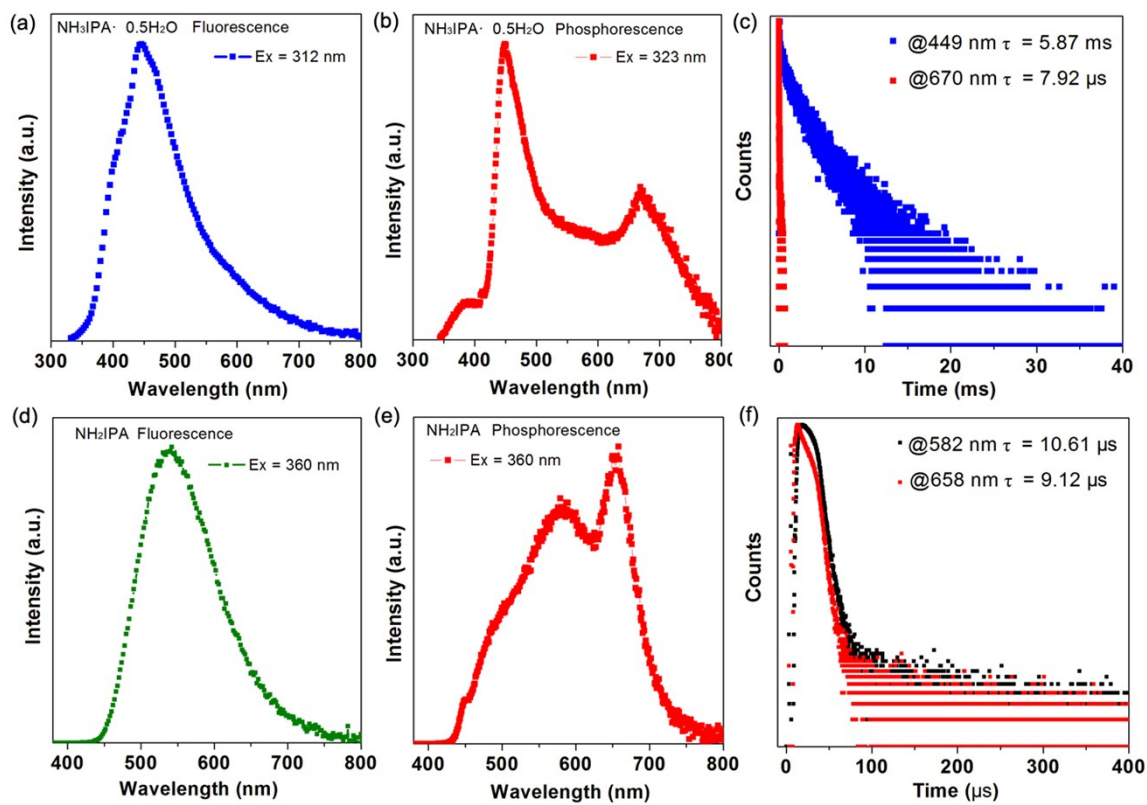 (a)
NH₃IPA· 0.5H₂O Fluorescence
Ex = 312 nm
Intensity (a.u.)
300 400 500 600 700 800
Wavelength (nm)
(b)
NH₃IPA· 0.5H₂O Phosphorescence
Ex = 323 nm
Intensity (a.u.)
300 400 500 600 700 800
Wavelength (nm)
(c)
@449 nm τ = 5.87 ms
@670 nm τ = 7.92 μs
Counts
0 10 20 30 40
Time (ms)
(d)
NH₂IPA Fluorescence
Ex = 360 nm
Intensity (a.u.)
400 500 600 700 800
Wavelength (nm)
(e)
NH₂IPA Phosphorescence
Ex = 360 nm
Intensity (a.u.)
400 500 600 700 800
Wavelength (nm)
(f)
@582 nm τ = 10.61 μs
@658 nm τ = 9.12 μs
Counts
0 100 200 300 400
Time (μs)